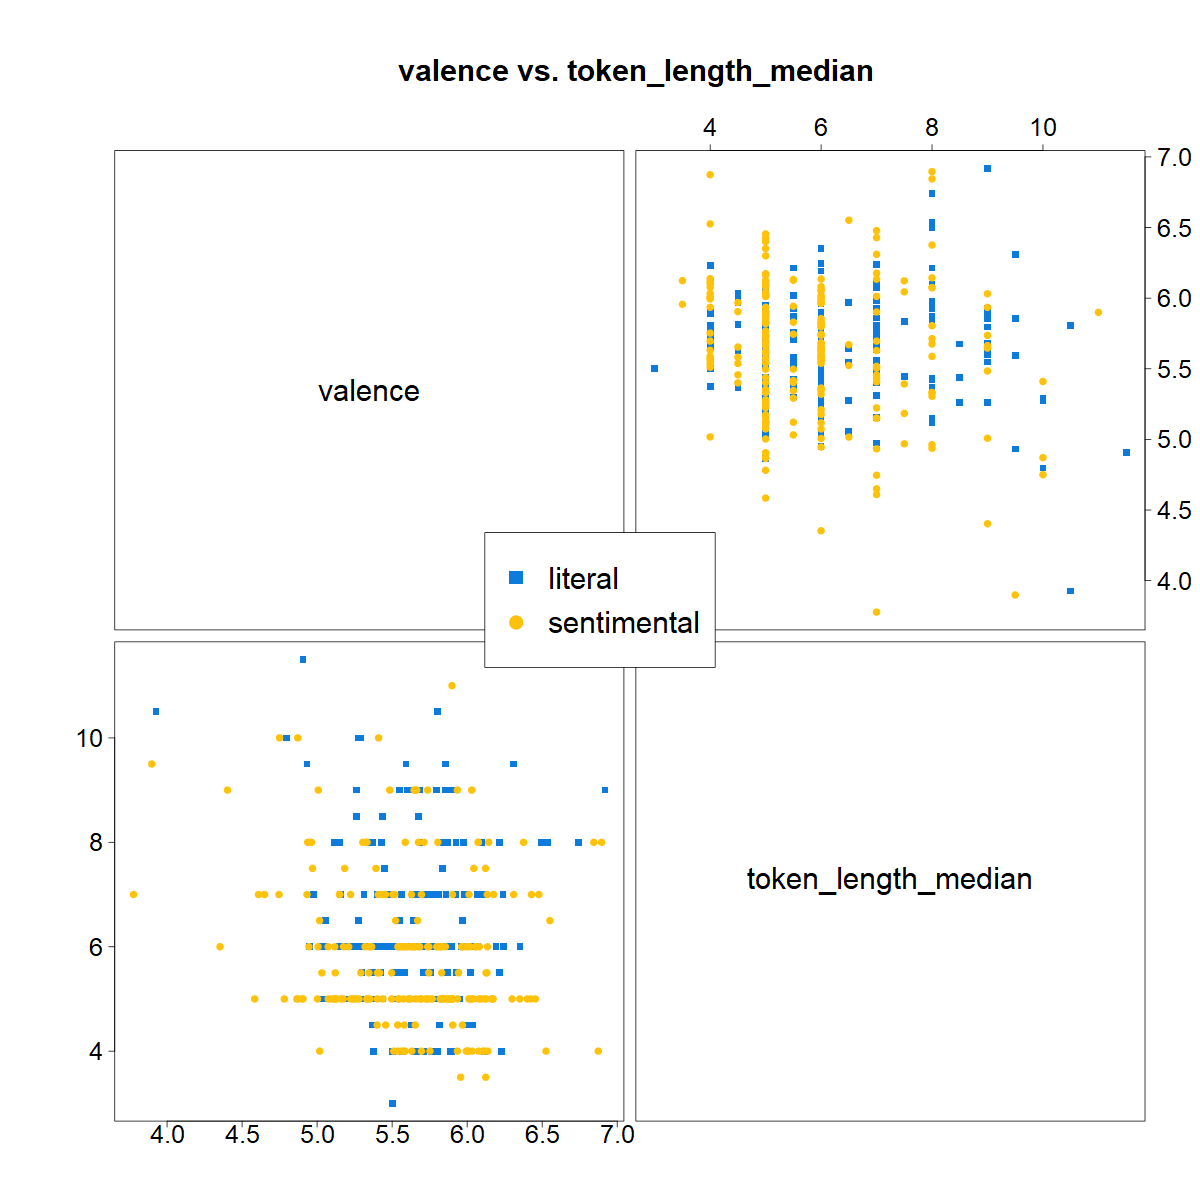 valence vs. token_length_median
4 6 8 10
7.0
6.5
6.0
5.5
5.0
4.5
4.0
valence
literal
sentimental
token_length_median
10
8
6
4
4.0 4.5 5.0 5.5 6.0 6.5 7.0